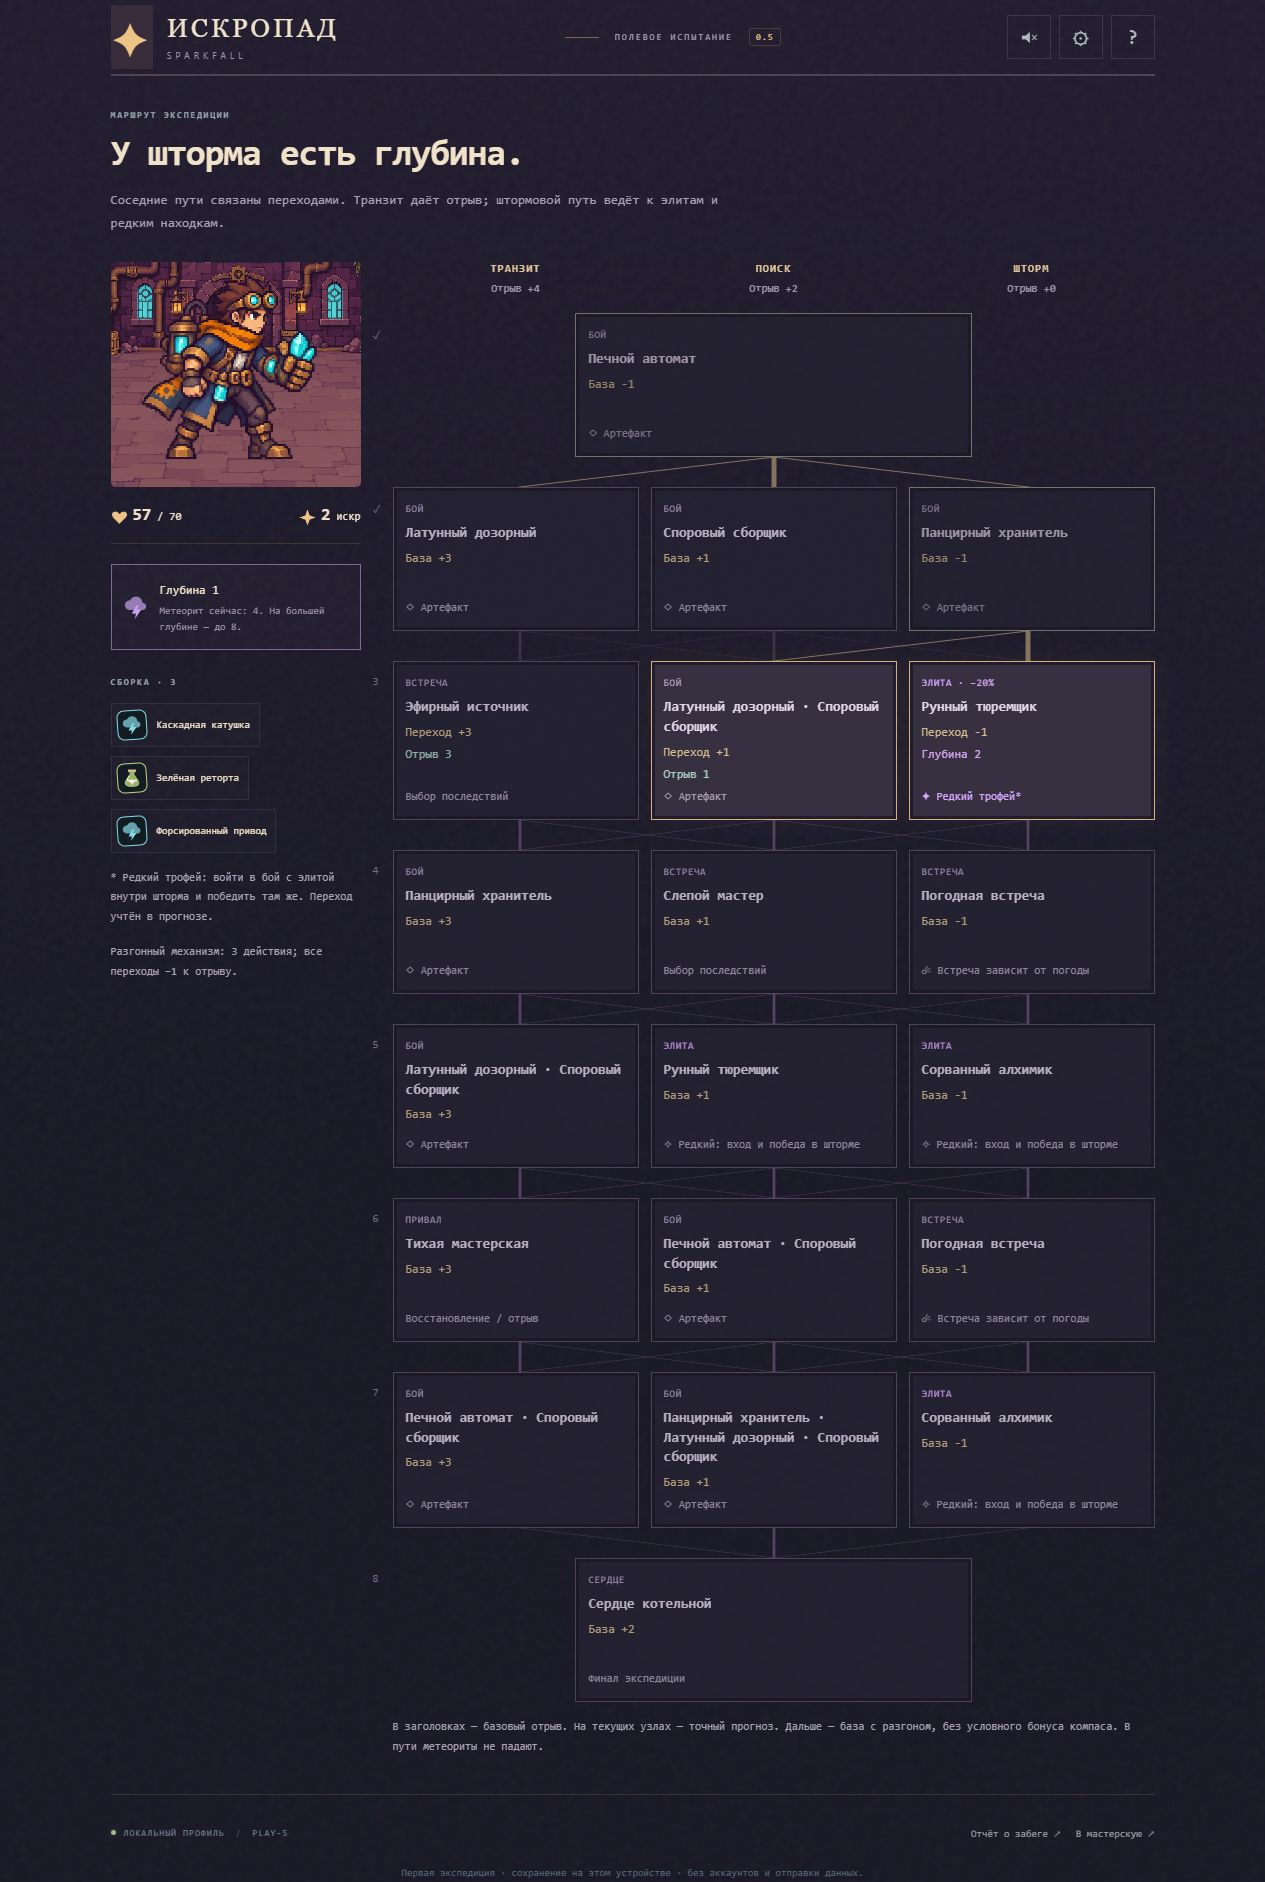 ИСКРОПАД
SPARKFALL
ПОЛЕВОЕ ИСПЫТАНИЕ 0.5
?
МАРШРУТ ЭКСПЕДИЦИИ
У шторма есть глубина.
Соседние пути связаны переходами. Транзит даёт отрыв; штормовой путь ведёт к элитам и
редким находкам.
57 / 70
2 искр
Глубина 1
Метеорит сейчас: 4. На большей
глубине — до 8.
СБОРКА · 3
Каскадная катушка
Зелёная реторта
Форсированный привод
* Редкий трофей: войти в бой с элитой
внутри шторма и победить там же. Переход
учтён в прогнозе.
Разгонный механизм: 3 действия; все
переходы −1 к отрыву.
ТРАНЗИТ
Отрыв +4
ПОИСК
Отрыв +2
ШТОРМ
Отрыв +0
✓
БОЙ
Печной автомат
База -1
◇ Артефакт
✓
БОЙ
Латунный дозорный
База +3
◇ Артефакт
БОЙ
Споровый сборщик
База +1
◇ Артефакт
БОЙ
Панцирный хранитель
База -1
◇ Артефакт
3
ВСТРЕЧА
Эфирный источник
Переход +3
Отрыв 3
Выбор последствий
БОЙ
Латунный дозорный · Споровый
сборщик
Переход +1
Отрыв 1
◇ Артефакт
ЭЛИТА · −20%
Рунный тюремщик
Переход -1
Глубина 2
✦ Редкий трофей*
4
БОЙ
Панцирный хранитель
База +3
◇ Артефакт
ВСТРЕЧА
Слепой мастер
База +1
Выбор последствий
ВСТРЕЧА
Погодная встреча
База -1
☄ Встреча зависит от погоды
5
БОЙ
Латунный дозорный · Споровый
сборщик
База +3
◇ Артефакт
ЭЛИТА
Рунный тюремщик
База +1
✧ Редкий: вход и победа в шторме
ЭЛИТА
Сорванный алхимик
База -1
✧ Редкий: вход и победа в шторме
6
ПРИВАЛ
Тихая мастерская
База +3
Восстановление / отрыв
БОЙ
Печной автомат · Споровый
сборщик
База +1
◇ Артефакт
ВСТРЕЧА
Погодная встреча
База -1
☄ Встреча зависит от погоды
7
БОЙ
Печной автомат · Споровый
сборщик
База +3
◇ Артефакт
БОЙ
Панцирный хранитель ·
Латунный дозорный · Споровый
сборщик
База +1
◇ Артефакт
ЭЛИТА
Сорванный алхимик
База -1
✧ Редкий: вход и победа в шторме
8
СЕРДЦЕ
Сердце котельной
База +2
Финал экспедиции
В заголовках — базовый отрыв. На текущих узлах — точный прогноз. Дальше — база с разгоном, без условного бонуса компаса. В
пути метеориты не падают.
ЛОКАЛЬНЫЙ ПРОФИЛЬ / PLAY-5
Отчёт о забеге ↗ В мастерскую ↗
Первая экспедиция · сохранение на этом устройстве · без аккаунтов и отправки данных.